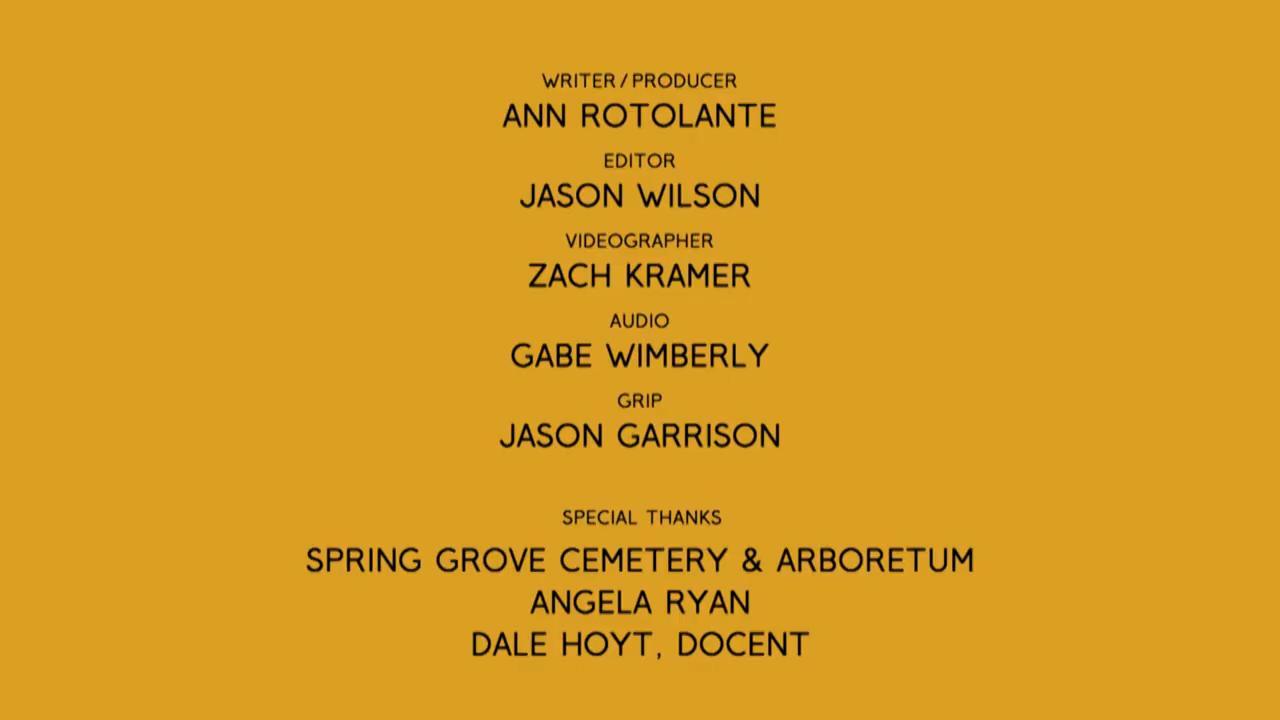 WRITER / PRODUCER
ANN ROTOLANTE
EDITOR
JASON WILSON
VIDEOGRAPHER
ZACH KRAMER
AUDIO
GABE WIMBERLY
GRIP
JASON GARRISON
SPECIAL THANKS
SPRING GROVE CEMETERY & ARBORETUM
ANGELA RYAN
DALE HOYT, DOCENT